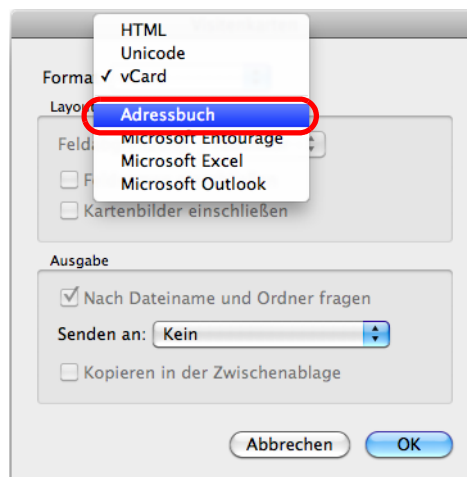 HTML
Unicode
✓ vCard
Adressbuch
Microsoft Entourage
Microsoft Excel
Microsoft Outlook
Kartenbilder einschließen
Ausgabe
Nach Dateiname und Ordner fragen
Senden an: Kein
Kopieren in der Zwischenablage
Abbrechen OK